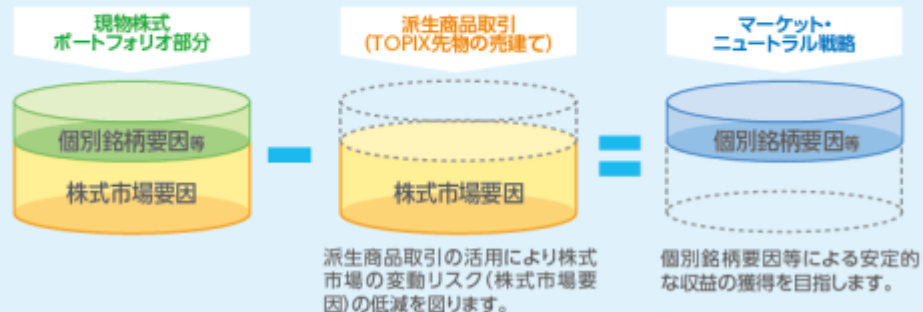 現物株式
ポートフォリオ部分
派生商品取引
(TOPIX先物の売建て)
マーケット・
ニュートラル戦略
個別銘柄要因等
株式市場要因
株式市場要因
個別銘柄要因等
派生商品取引の活用により株式
市場の変動リスク(株式市場要
因)の低減を図ります。
個別銘柄要因等による安定的
な収益の獲得を目指します。